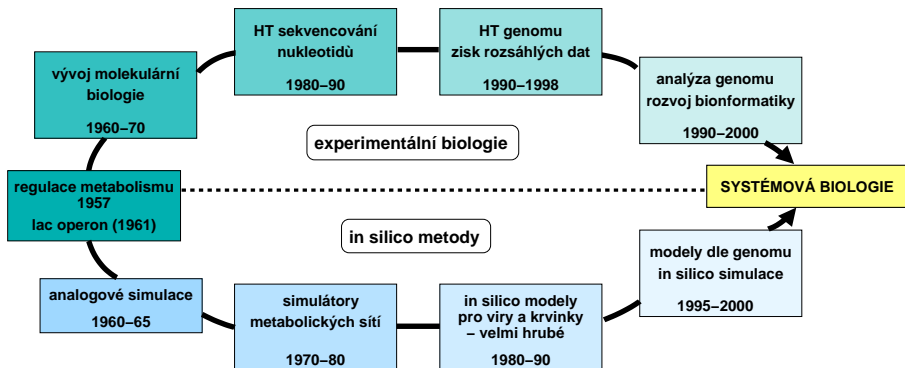 HT sekvencování
nukleotidů
1980–90
HT genomu
zisk rozsáhlých dat
1990–1998
vývoj molekulární
biologie
1960–70
analýza genomu
rozvoj bionformatiky
1990–2000
experimentální biologie
regulace metabolismu
1957
lac operon (1961)
SYSTÉMOVÁ BIOLOGIE
in silico metody
analogové simulace
1960–65
simulátory
metabolických sítí
1970–80
in silico modely
pro viry a krvinky
– velmi hrubé
1980–90
modely dle genomu
in silico simulace
1995–2000